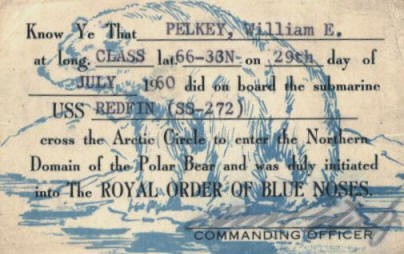 Know Ye That PELKEY, William E.
at long. CLASS lat. 66-33N- on 29th day of
JULY 1960 did on board the submarine
USS REDFIN (SS-272)
cross the Arctic Circle to enter the Northern
Domain of the Polar Bear and was duly initiated
into The ROYAL ORDER OF BLUE NOSES.
COMMANDING OFFICER